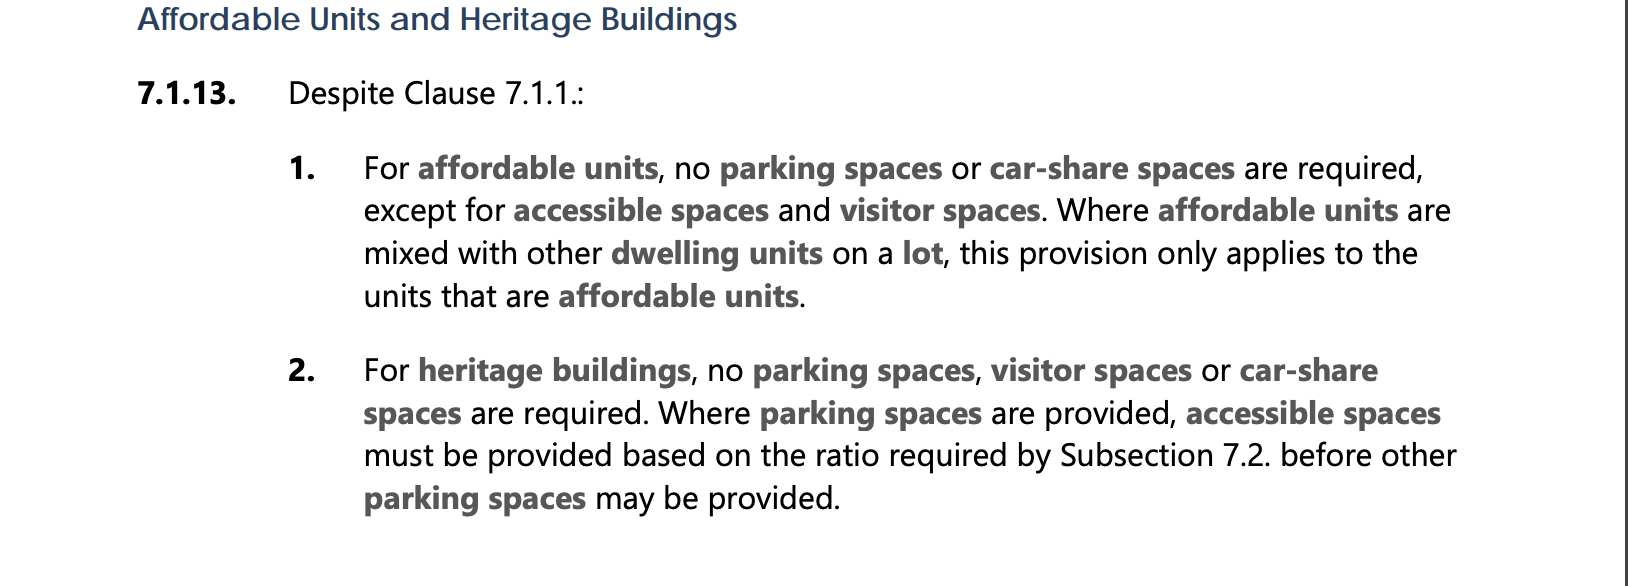 Affordable Units and Heritage Buildings
7.1.13. Despite Clause 7.1.1.:
1. For affordable units, no parking spaces or car-share spaces are required,
except for accessible spaces and visitor spaces. Where affordable units are
mixed with other dwelling units on a lot, this provision only applies to the
units that are affordable units.
2. For heritage buildings, no parking spaces, visitor spaces or car-share
spaces are required. Where parking spaces are provided, accessible spaces
must be provided based on the ratio required by Subsection 7.2. before other
parking spaces may be provided.